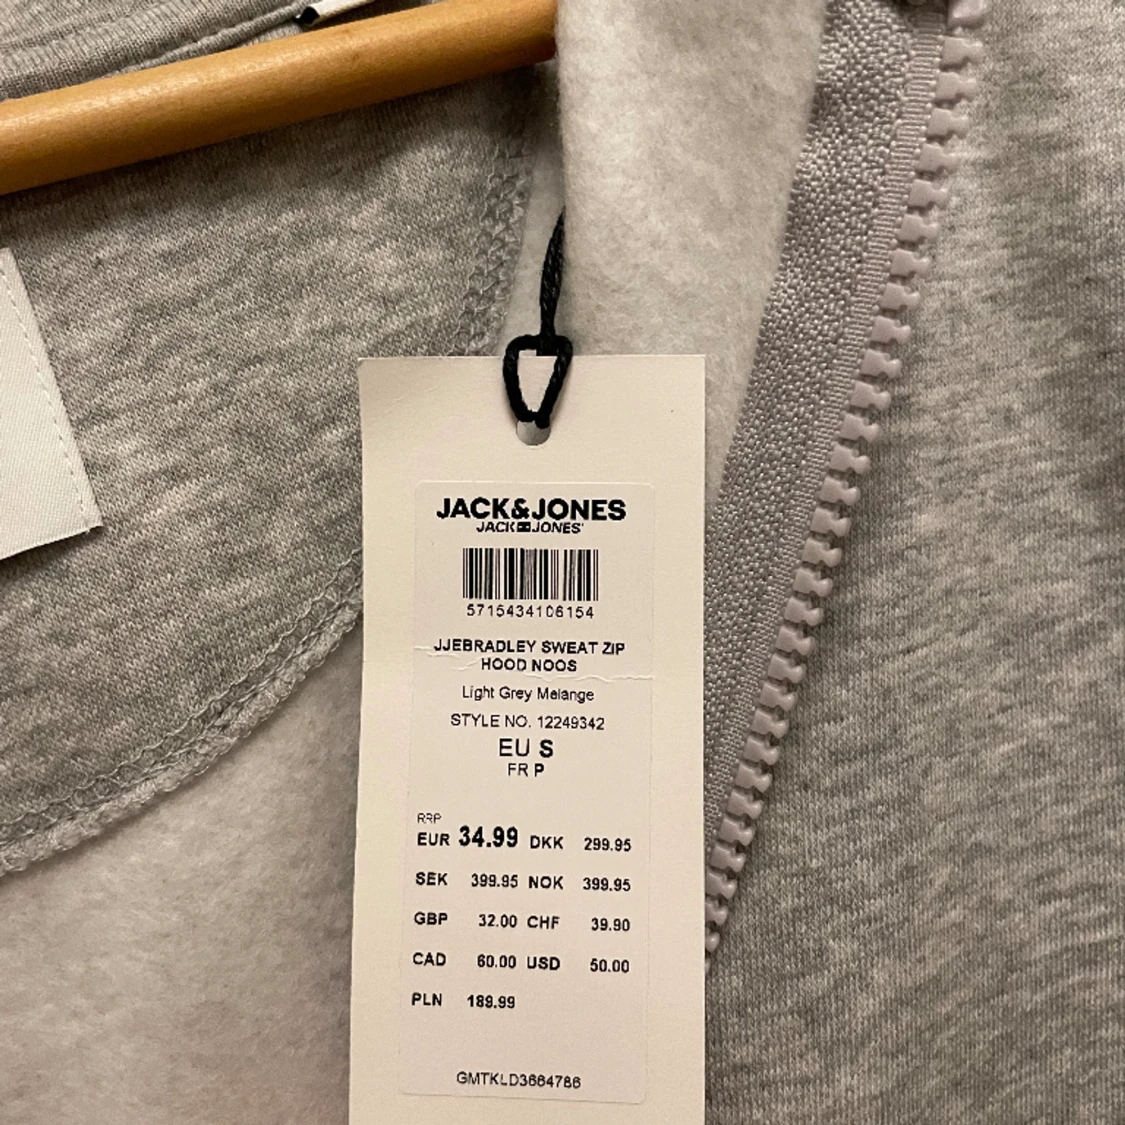 JACK&JONES
JACK JONES
5715434106154
JJEBRADLEY SWEAT ZIP
HOOD NOOS
Light Grey Melange
STYLE NO. 12249342
EU S
FR P
RRP
EUR 34.99 DKK 299.95
SEK 399.95 NOK 399.95
GBP 32.00 CHF 39.90
CAD 60.00 USD 50.00
PLN 189.99
GMTKLD3664786